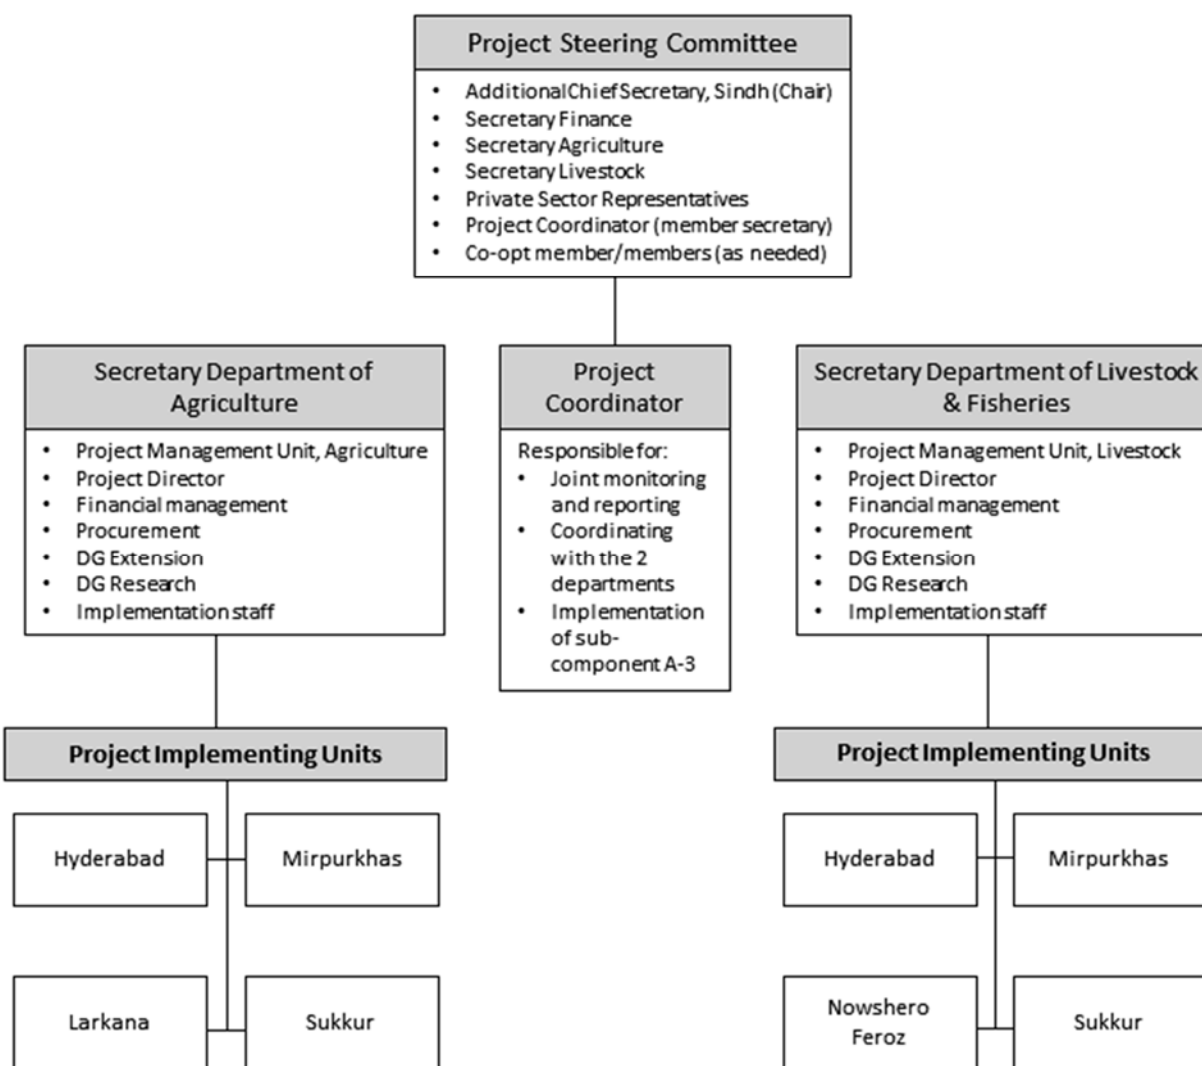 Project Steering Committee
• Additional Chief Secretary, Sindh (Chair)
• Secretary Finance
• Secretary Agriculture
• Secretary Livestock
• Private Sector Representatives
• Project Coordinator (member secretary)
• Co-opt member/members (as needed)
Secretary Department of
Agriculture
• Project Management Unit, Agriculture
• Project Director
• Financial management
• Procurement
• DG Extension
• DG Research
• Implementation staff
Project
Coordinator
Responsible for:
• Joint monitoring
and reporting
• Coordinating
with the 2
departments
• Implementation
of sub-
component A-3
Secretary Department of Livestock
& Fisheries
• Project Management Unit, Livestock
• Project Director
• Financial management
• Procurement
• DG Extension
• DG Research
• Implementation staff
Project Implementing Units
Hyderabad
Mirpurkhas
Larkana
Sukkur
Project Implementing Units
Hyderabad
Mirpurkhas
Nowshero
Feroz
Sukkur